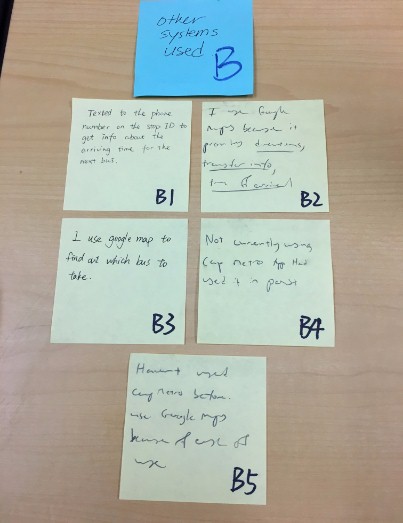 other
systems
used
B
Texted to the phone
number on the stop ID to
get info about the
arriving time for the
next bus.
B1
I use Google
Maps because it
provides directions,
transfer info,
B2
I use google map to
find out which bus to
take.
B3
Not currently using
Cap Metro App Had
used it in past
B4
Haven't used
Cap Metro before.
use Google Maps
because of ease of
use
B5